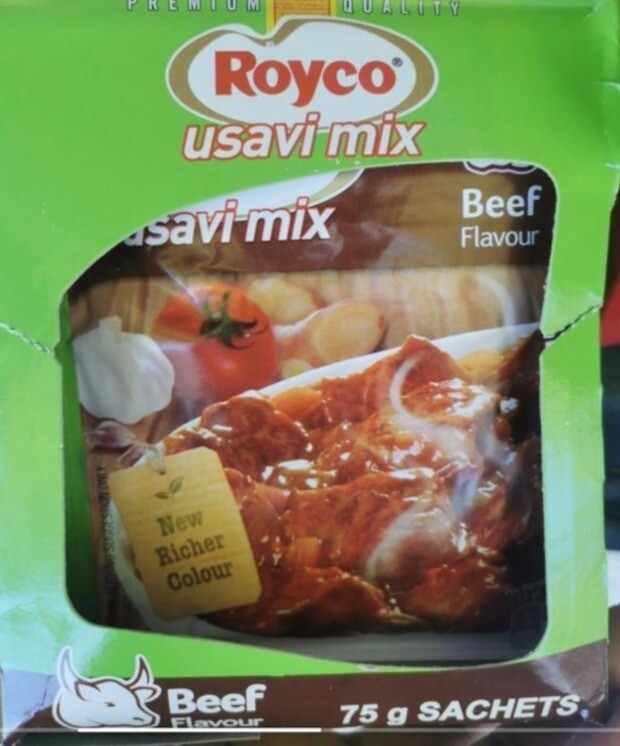 PREMIUM QUALITY
Royco®
usavi mix
usavi mix
Beef
Flavour
New
Richer
Colour
Beef
Flavour
75 g SACHETS